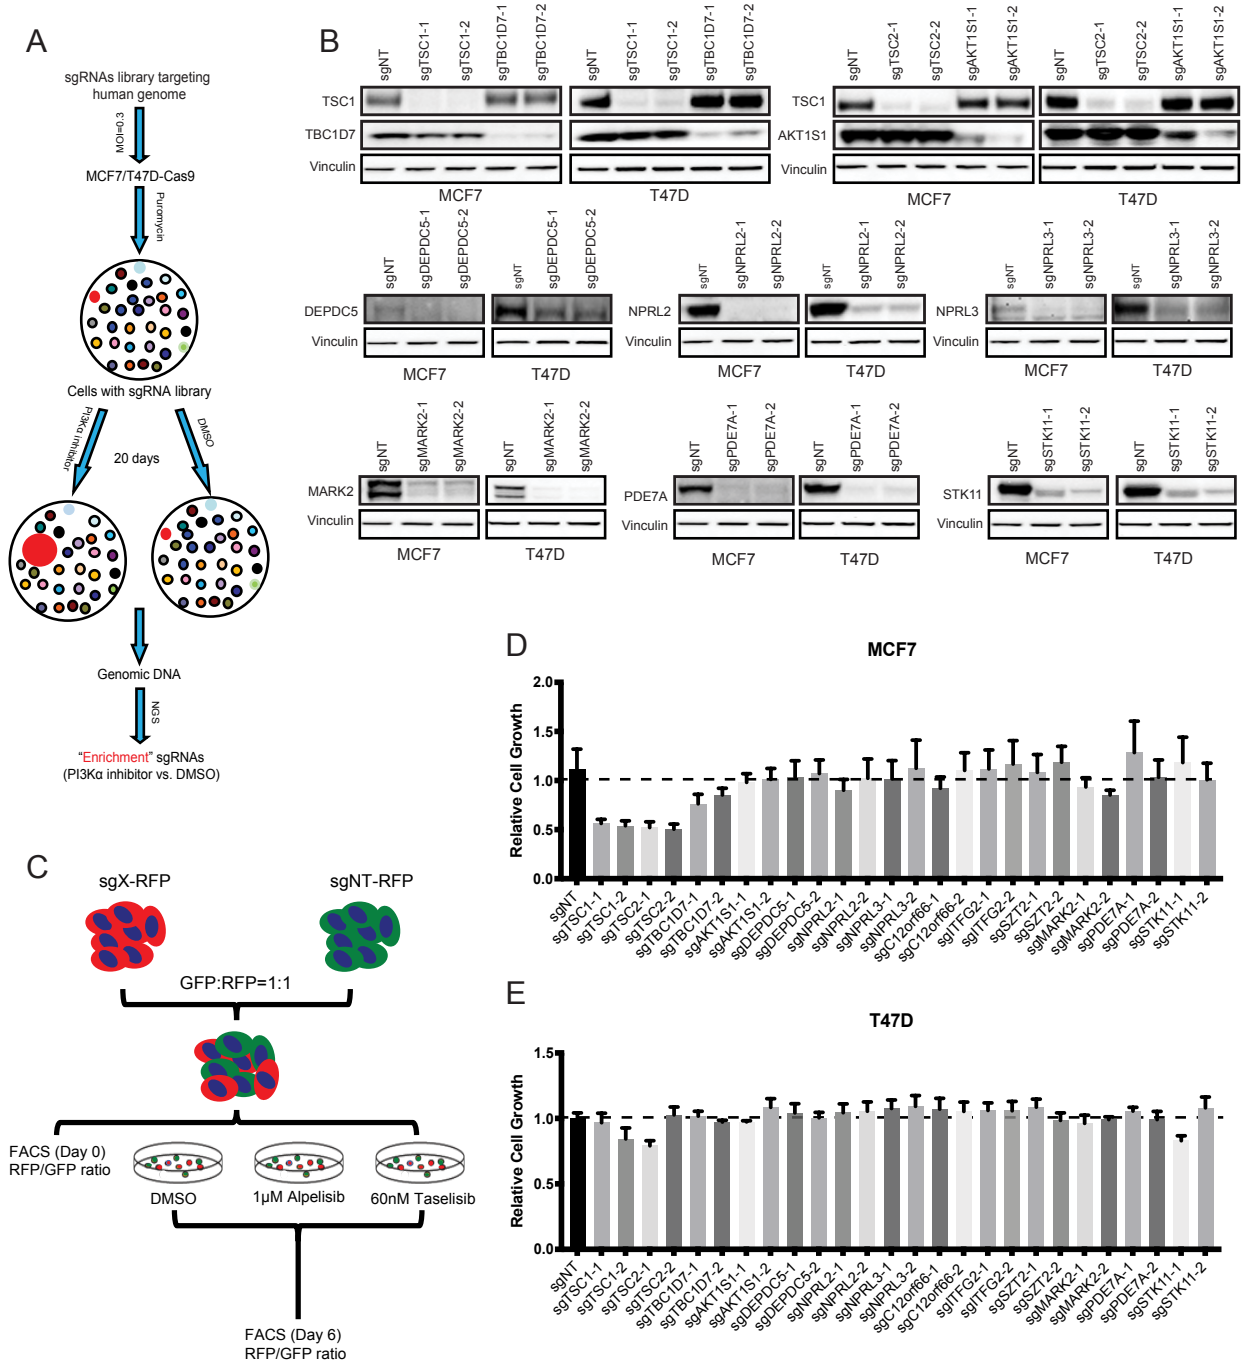 A
sgRNAs library targeting
human genome
MOI=0.3
MCF7/T47D-Cas9
Puromycin
Cells with sgRNA library
PI3Kα inhibitor
DMSO
20 days
Genomic DNA
NGS
“Enrichment” sgRNAs
(PI3Kα inhibitor vs. DMSO)
B
sgNT
sgTSC1-1
sgTSC1-2
sgTBC1D7-1
sgTBC1D7-2
sgNT
sgTSC1-1
sgTSC1-2
sgTBC1D7-1
sgTBC1D7-2
TSC1
TBC1D7
Vinculin
MCF7
T47D
sgNT
sgTSC2-1
sgTSC2-2
sgAKT1S1-1
sgAKT1S1-2
sgNT
sgTSC2-1
sgTSC2-2
sgAKT1S1-1
sgAKT1S1-2
TSC1
AKT1S1
Vinculin
MCF7
T47D
sgNT
sgDEPDC5-1
sgDEPDC5-2
sgNT
sgDEPDC5-1
sgDEPDC5-2
DEPDC5
Vinculin
MCF7
T47D
sgNT
sgNPRL2-1
sgNPRL2-2
sgNT
sgNPRL2-1
sgNPRL2-2
NPRL2
Vinculin
MCF7
T47D
sgNT
sgNPRL3-1
sgNPRL3-2
sgNT
sgNPRL3-1
sgNPRL3-2
NPRL3
Vinculin
MCF7
T47D
sgNT
sgMARK2-1
sgMARK2-2
sgNT
sgMARK2-1
sgMARK2-2
MARK2
Vinculin
MCF7
T47D
sgNT
sgPDE7A-1
sgPDE7A-2
sgNT
sgPDE7A-1
sgPDE7A-2
PDE7A
Vinculin
MCF7
T47D
sgNT
sgSTK11-1
sgSTK11-2
sgNT
sgSTK11-1
sgSTK11-2
STK11
Vinculin
MCF7
T47D
C
sgX-RFP
sgNT-RFP
GFP:RFP=1:1
FACS (Day 0)
RFP/GFP ratio
DMSO
1µM Alpelisib
60nM Taselisib
FACS (Day 6)
RFP/GFP ratio
D
MCF7
Relative Cell Growth
2.0
1.5
1.0
0.5
0.0
sgNT
sgTSC1-1
sgTSC1-2
sgTSC2-1
sgTSC2-2
sgTBC1D7-1
sgTBC1D7-2
sgAKT1S1-1
sgAKT1S1-2
sgDEPDC5-1
sgDEPDC5-2
sgNPRL2-1
sgNPRL2-2
sgNPRL3-1
sgNPRL3-2
sgC12orf66-1
sgC12orf66-2
sgITFG2-1
sgITFG2-2
sgSZT2-1
sgSZT2-2
sgMARK2-1
sgMARK2-2
sgPDE7A-1
sgPDE7A-2
sgSTK11-1
sgSTK11-2
E
T47D
Relative Cell Growth
1.5
1.0
0.5
0.0
sgNT
sgTSC1-1
sgTSC1-2
sgTSC2-1
sgTSC2-2
sgTBC1D7-1
sgTBC1D7-2
sgAKT1S1-1
sgAKT1S1-2
sgDEPDC5-1
sgDEPDC5-2
sgNPRL2-1
sgNPRL2-2
sgNPRL3-1
sgNPRL3-2
sgC12orf66-1
sgC12orf66-2
sgITFG2-1
sgITFG2-2
sgSZT2-1
sgSZT2-2
sgMARK2-1
sgMARK2-2
sgPDE7A-1
sgPDE7A-2
sgSTK11-1
sgSTK11-2